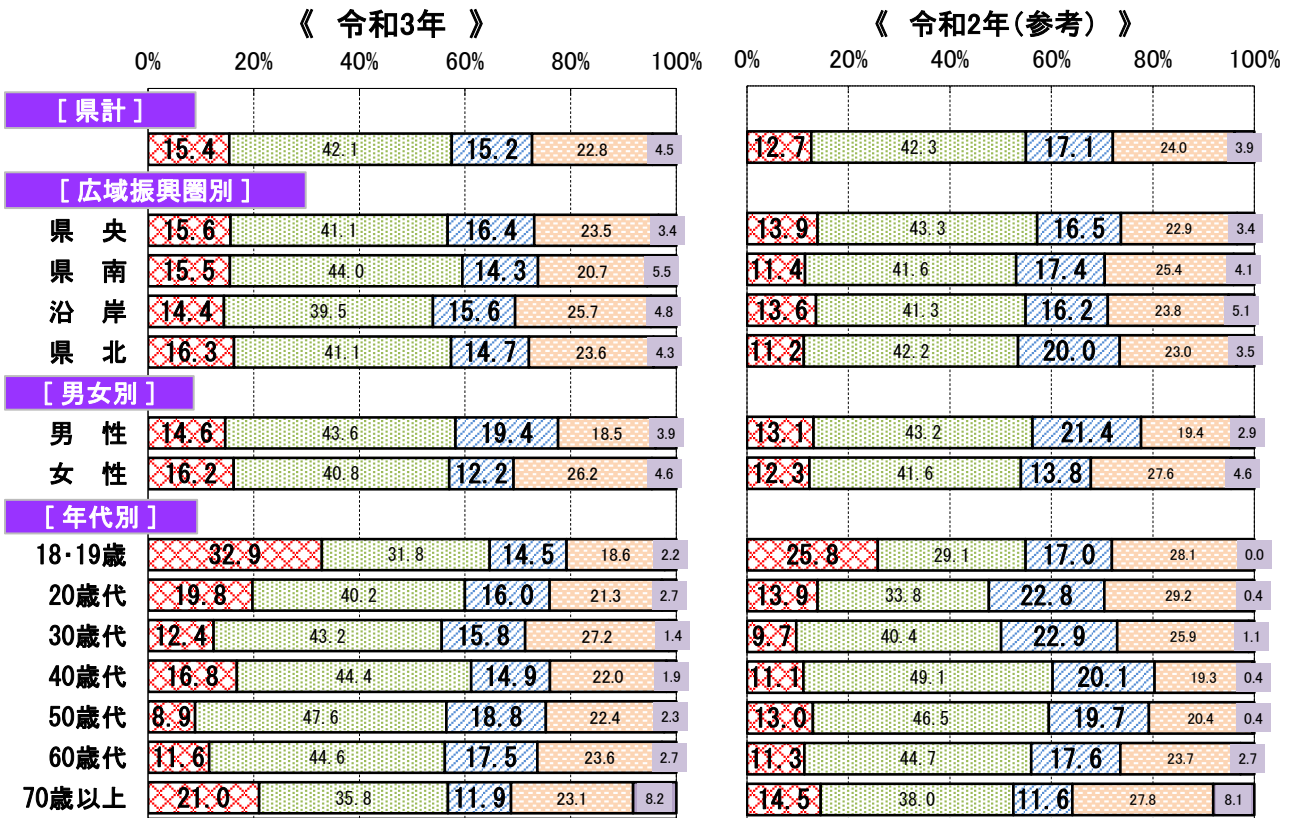 《 令和3年 》 《 令和2年(参考) 》
0% 20% 40% 60% 80% 100% 0% 20% 40% 60% 80% 100%
[ 県計 ]
15.4 42.1 15.2 22.8 4.5 12.7 42.3 17.1 24.0 3.9
[ 広域振興圏別 ]
県 央 15.6 41.1 16.4 23.5 3.4 13.9 43.3 16.5 22.9 3.4
県 南 15.5 44.0 14.3 20.7 5.5 11.4 41.6 17.4 25.4 4.1
沿 岸 14.4 39.5 15.6 25.7 4.8 13.6 41.3 16.2 23.8 5.1
県 北 16.3 41.1 14.7 23.6 4.3 11.2 42.2 20.0 23.0 3.5
[ 男女別 ]
男 性 14.6 43.6 19.4 18.5 3.9 13.1 43.2 21.4 19.4 2.9
女 性 16.2 40.8 12.2 26.2 4.6 12.3 41.6 13.8 27.6 4.6
[ 年代別 ]
18・19歳 32.9 31.8 14.5 18.6 2.2 25.8 29.1 17.0 28.1 0.0
20歳代 19.8 40.2 16.0 21.3 2.7 13.9 33.8 22.8 29.2 0.4
30歳代 12.4 43.2 15.8 27.2 1.4 9.7 40.4 22.9 25.9 1.1
40歳代 16.8 44.4 14.9 22.0 1.9 11.1 49.1 20.1 19.3 0.4
50歳代 8.9 47.6 18.8 22.4 2.3 13.0 46.5 19.7 20.4 0.4
60歳代 11.6 44.6 17.5 23.6 2.7 11.3 44.7 17.6 23.7 2.7
70歳以上 21.0 35.8 11.9 23.1 8.2 14.5 38.0 11.6 27.8 8.1